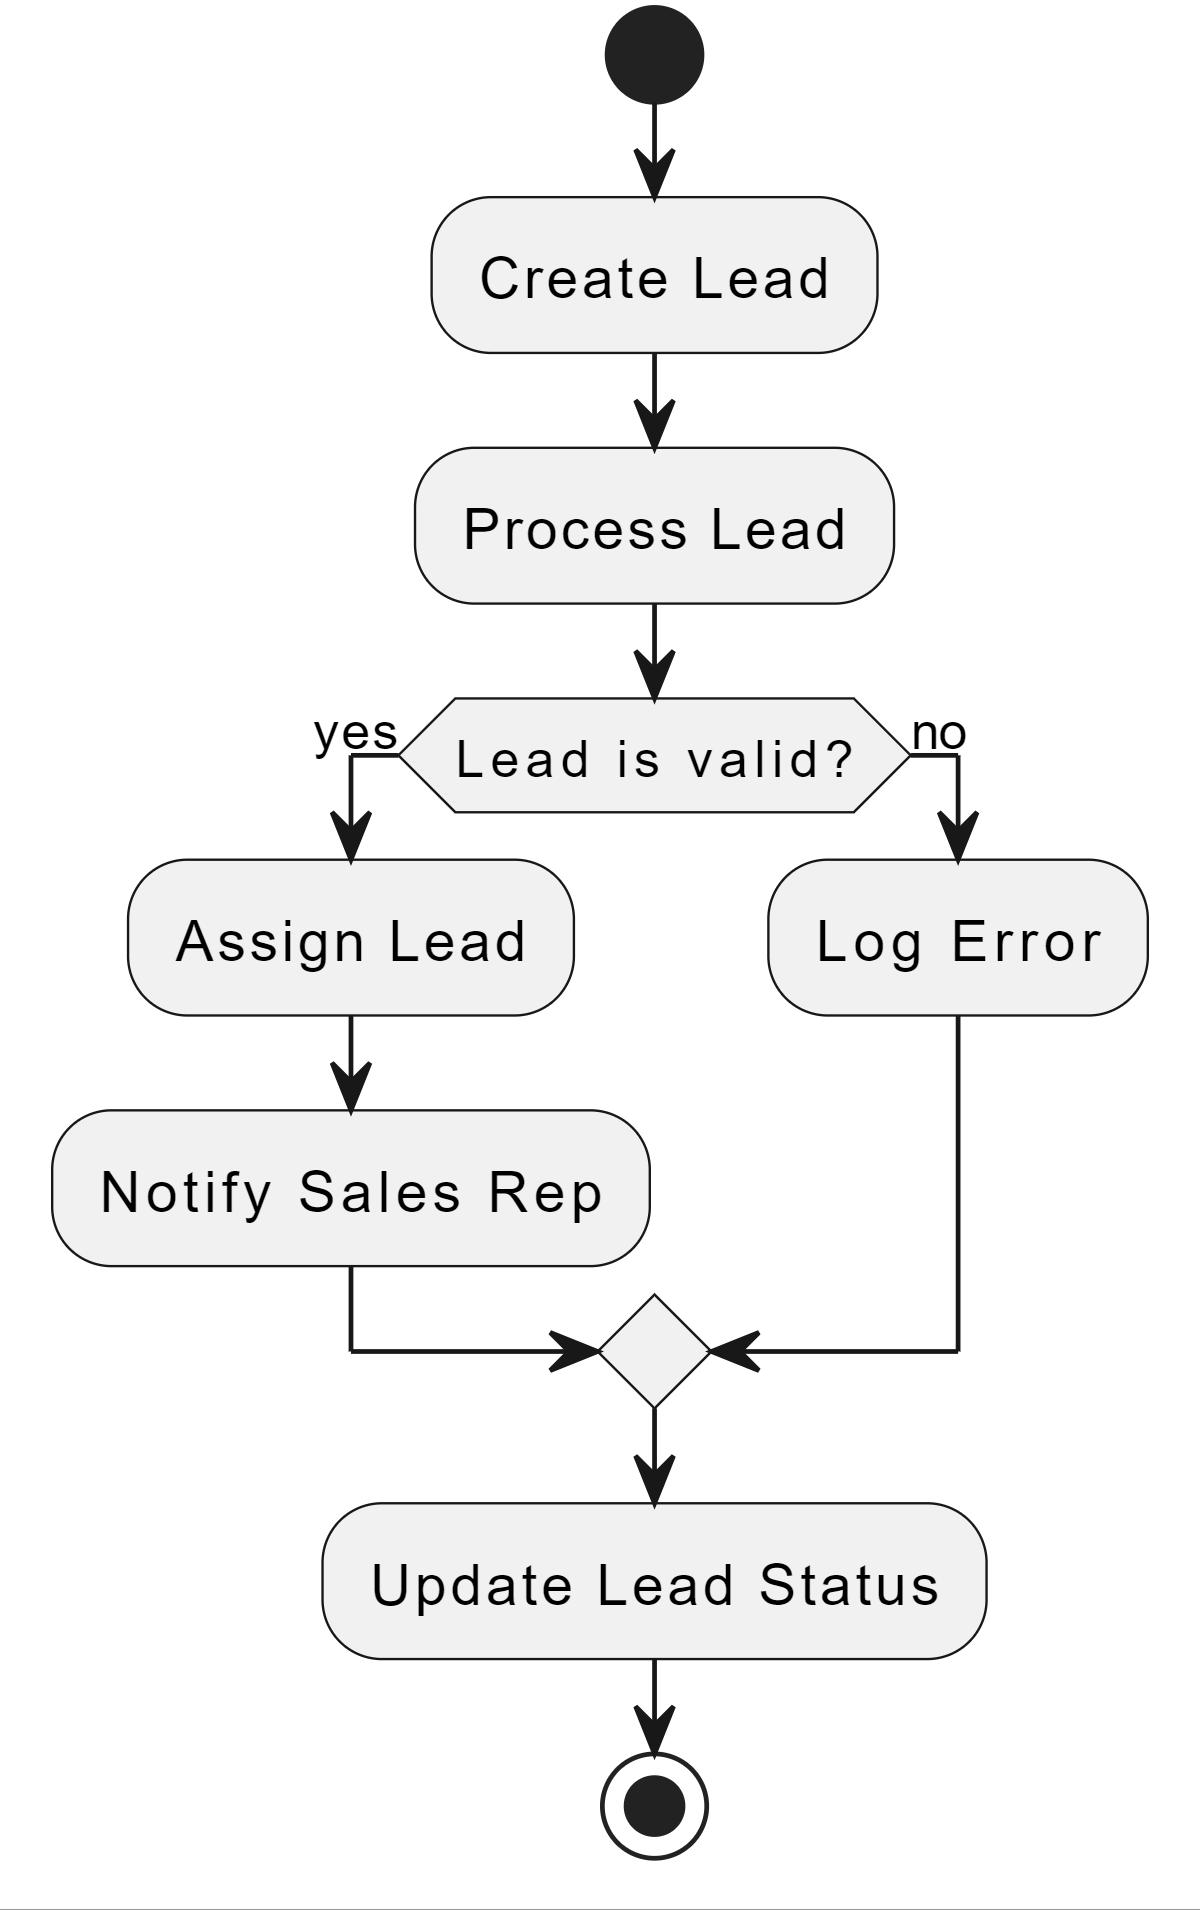 Create Lead
Process Lead
yes
Lead is valid?
no
Assign Lead
Log Error
Notify Sales Rep
Update Lead Status